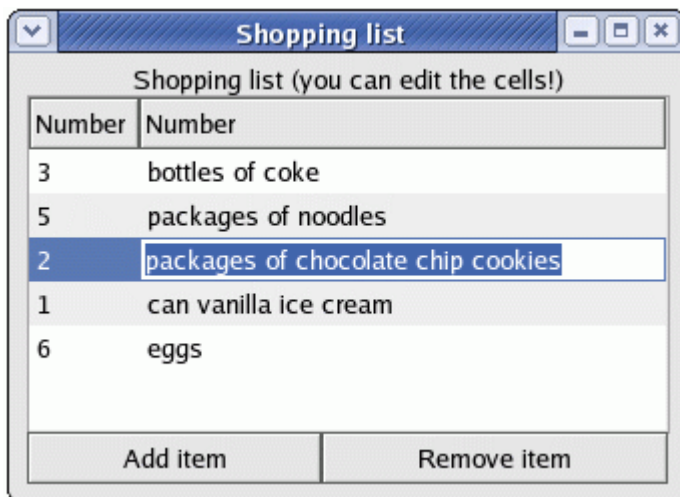 Shopping list
Shopping list (you can edit the cells!)
Number Number
3 bottles of coke
5 packages of noodles
2 packages of chocolate chip cookies
1 can vanilla ice cream
6 eggs
Add item Remove item